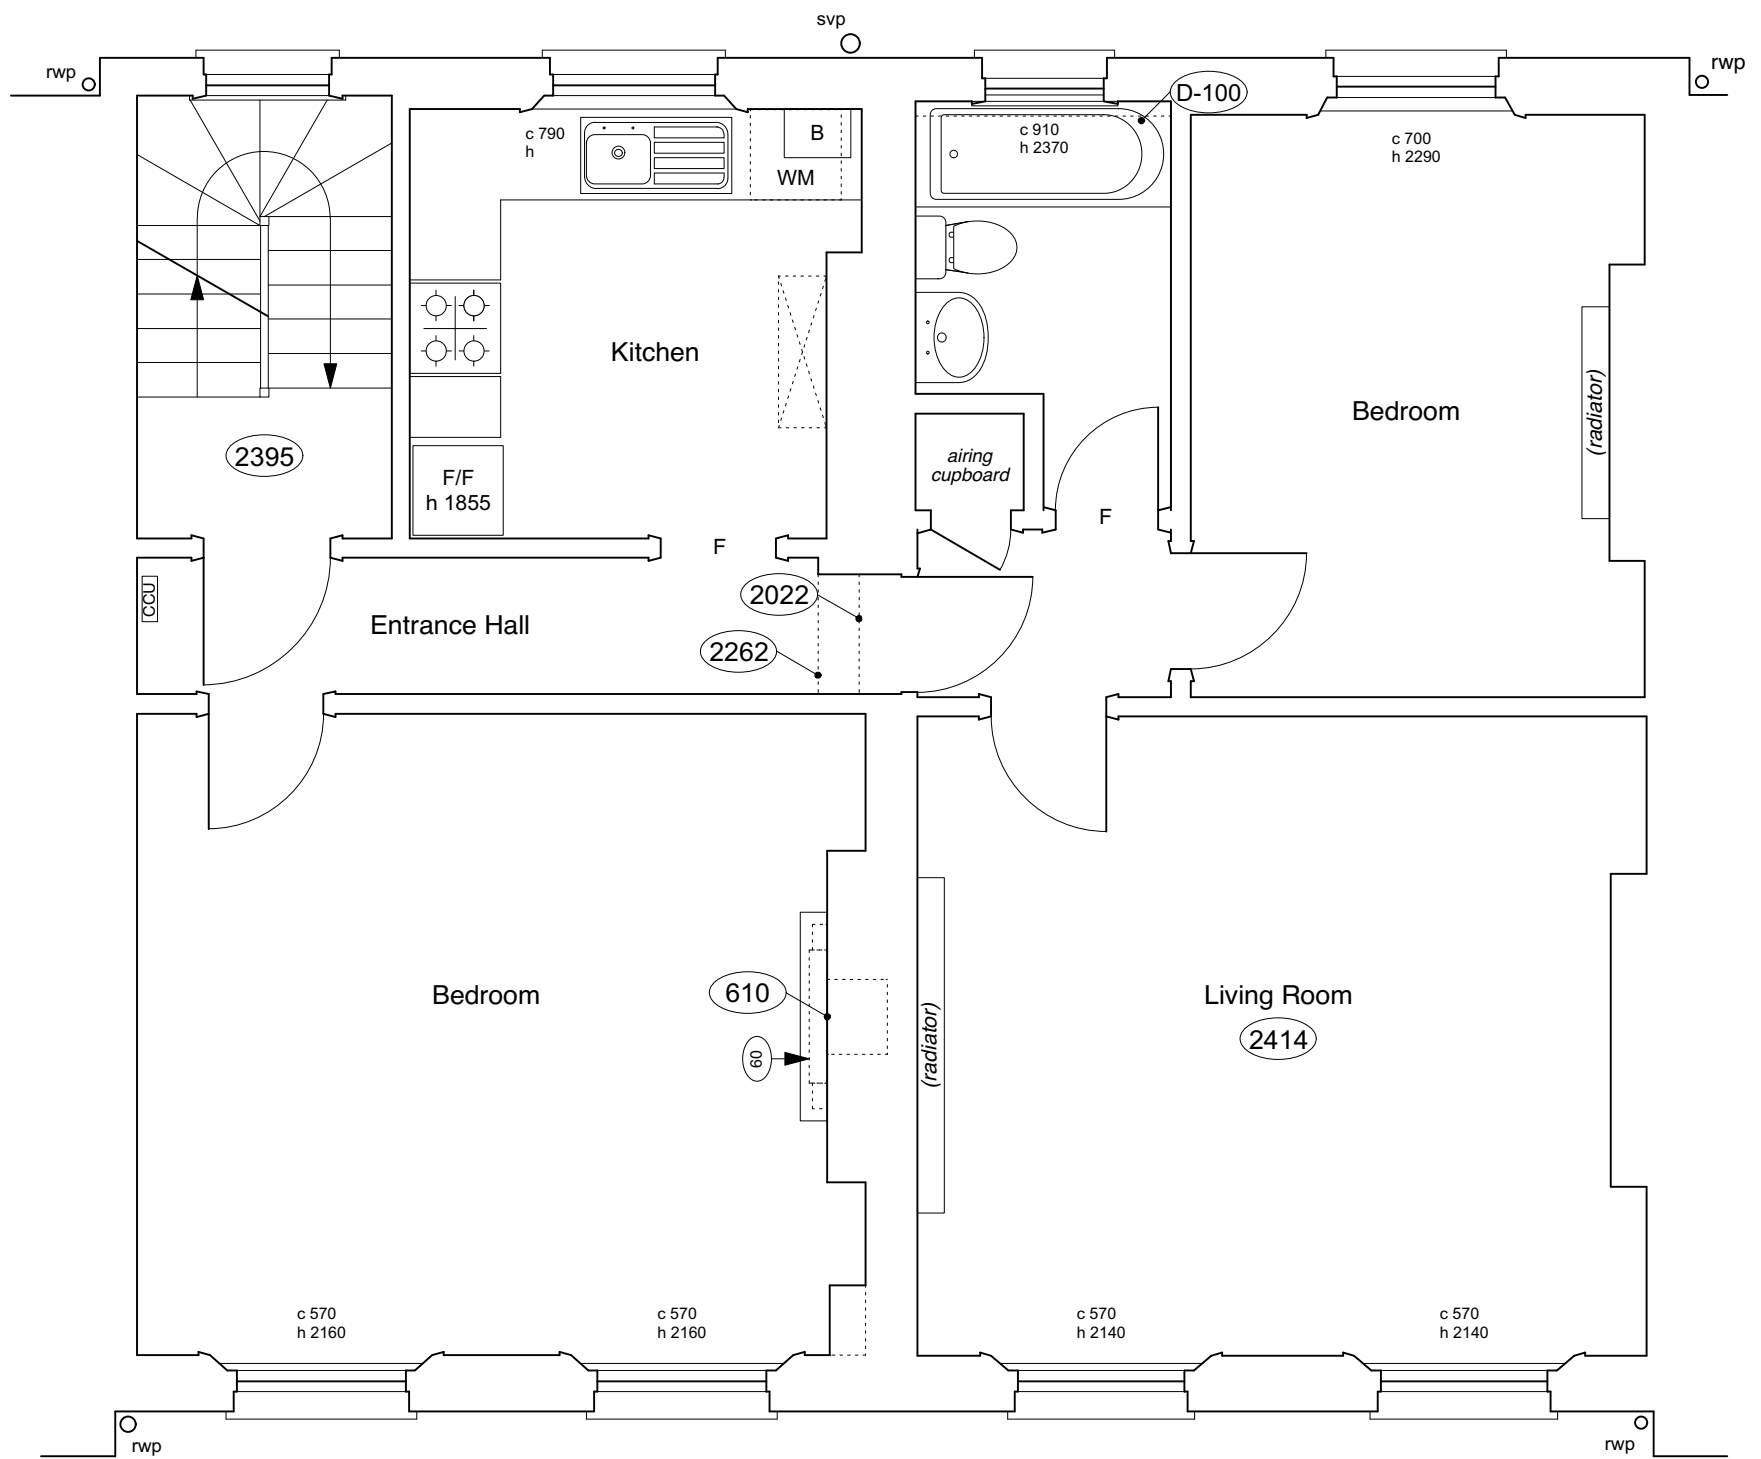 svp
rwp
rwp
D-100
c 790
h
B
WM
c 910
h 2370
c 700
h 2290
Kitchen
Bedroom
(radiator)
2395
F/F
h 1855
airing
cupboard
F
F
CCU
2022
Entrance Hall
2262
Bedroom
610
60
(radiator)
Living Room
2414
c 570
h 2160
c 570
h 2160
c 570
h 2140
c 570
h 2140
rwp
rwp